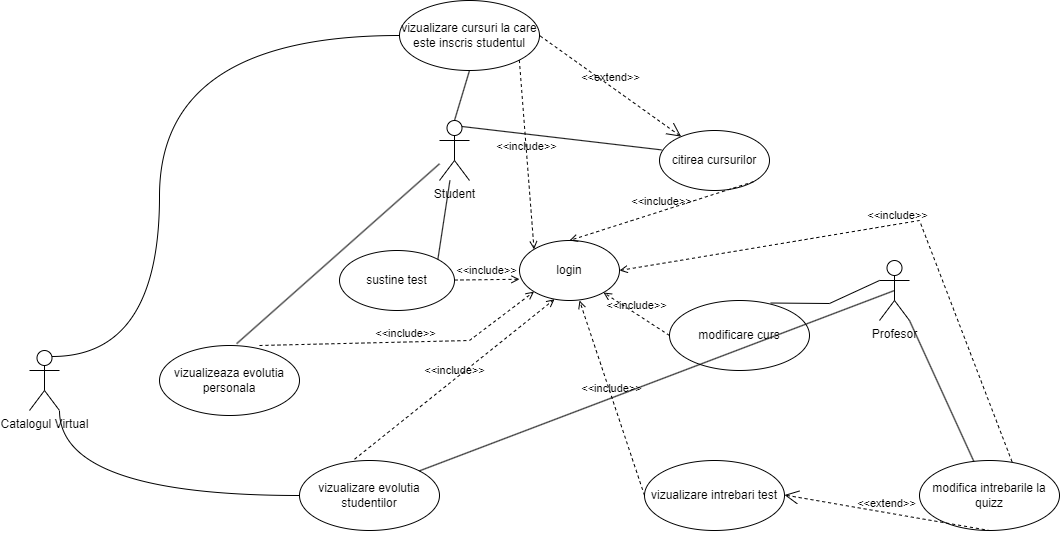 vizualizare cursuri la care
este inscris studentul
<<extend>>
<<include>>
citirea cursurilor
Student
<<include>>
<<include>>
login
sustine test
<<include>>
<<include>>
modificare curs
Profesor
<<include>>
vizualizeaza evolutia
personala
<<include>>
<<include>>
Catalogul Virtual
vizualizare evolutia
studentilor
vizualizare intrebari test
<<extend>>
modifica intrebarile la
quizz